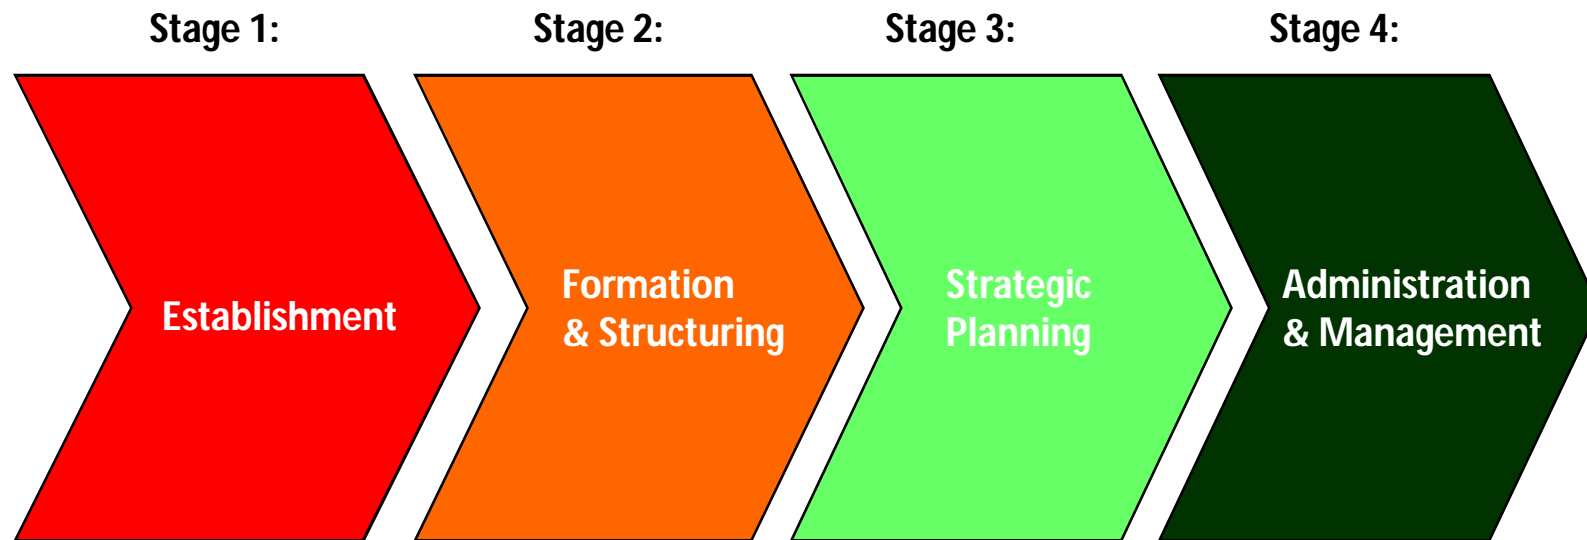 Stage 1:
Stage 2:
Stage 3:
Stage 4:
Establishment
Formation
& Structuring
Strategic
Planning
Administration
& Management